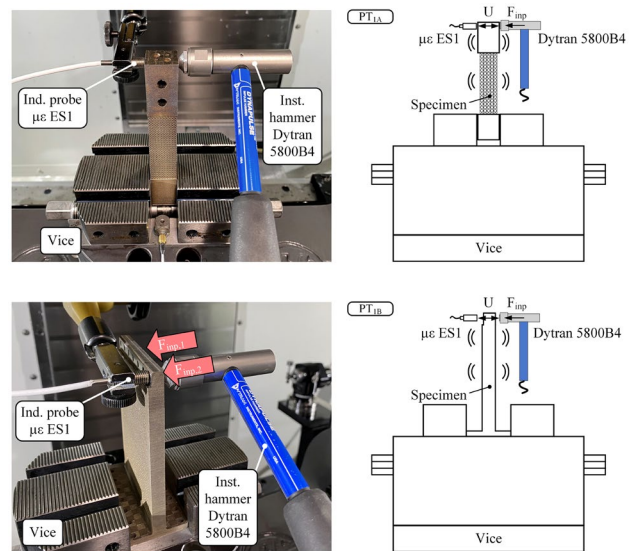 Ind. probe
με ES1
Inst.
hammer
Dytran
5800B4
DYNAPULSE
Vice
PT1A
U
Finp
με ES1
Dytran 5800B4
Specimen
Vice
Finp,1
Finp,2
Ind. probe
με ES1
Inst.
hammer
Dytran
5800B4
Vice
PT1B
U
Finp
με ES1
Dytran 5800B4
Specimen
Vice